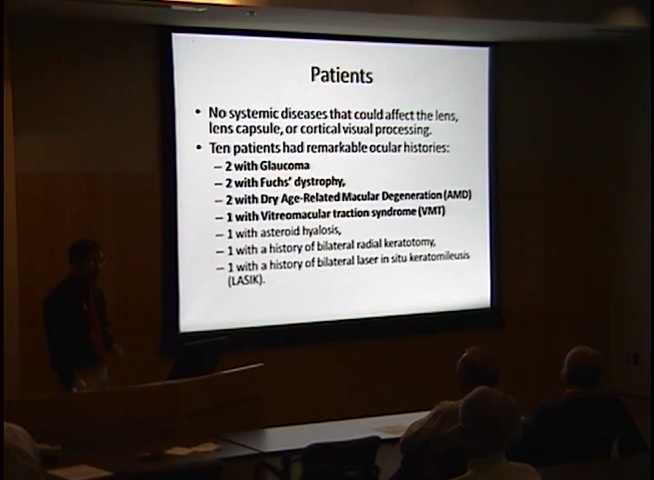 Patients
• No systemic diseases that could affect the lens,
lens capsule, or cortical visual processing.
• Ten patients had remarkable ocular histories:
– 2 with Glaucoma
– 2 with Fuchs' dystrophy,
– 2 with Dry Age-Related Macular Degeneration (AMD)
– 1 with Vitreomacular traction syndrome (VMT)
– 1 with asteroid hyalosis,
– 1 with a history of bilateral radial keratotomy,
– 1 with a history of bilateral laser in situ keratomileusis
(LASIK).